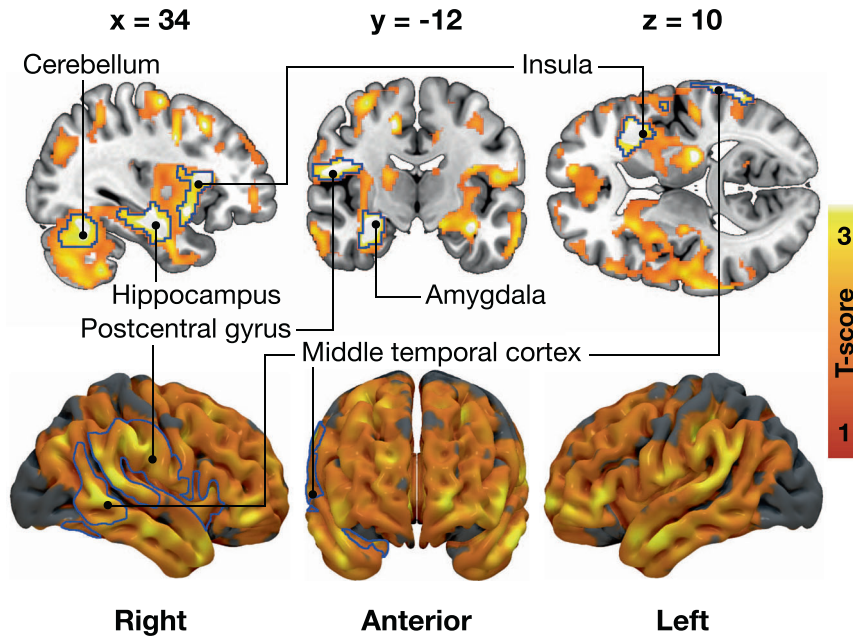 x = 34
y = -12
z = 10
Cerebellum
Insula
Hippocampus
Amygdala
Postcentral gyrus
Middle temporal cortex
3
T-score
1
Right
Anterior
Left